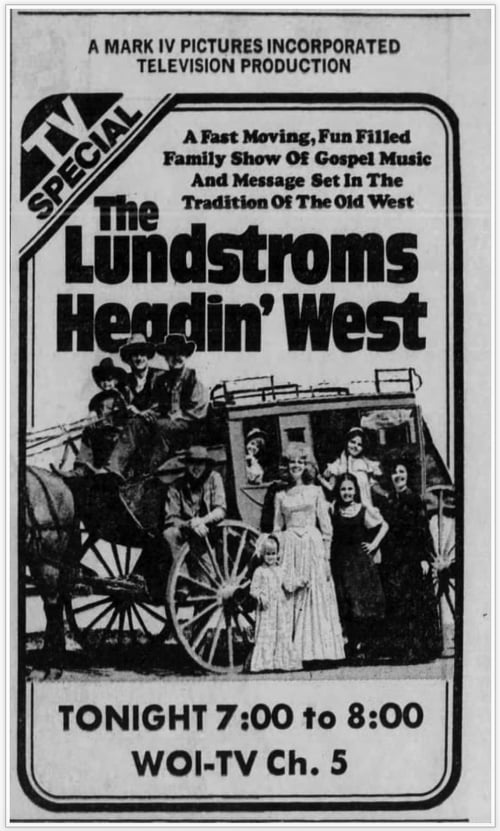 A MARK IV PICTURES INCORPORATED
TELEVISION PRODUCTION
TV
SPECIAL
A Fast Moving, Fun Filled
Family Show Of Gospel Music
And Message Set In The
Tradition Of The Old West
The
Lundstroms
Headin' West
TONIGHT 7:00 to 8:00
WOI-TV Ch. 5